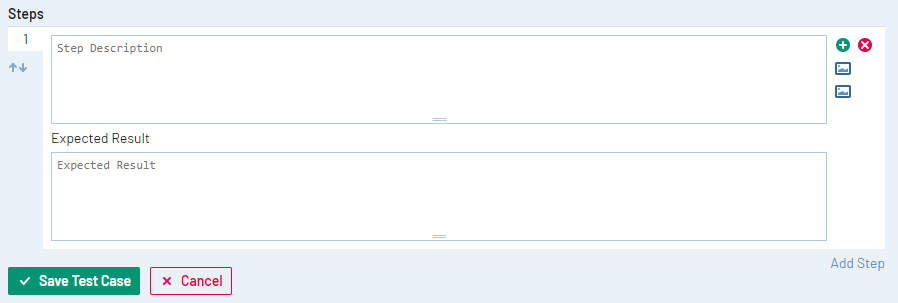 Steps
1
Step Description
Expected Result
Expected Result
Add Step
Save Test Case
Cancel